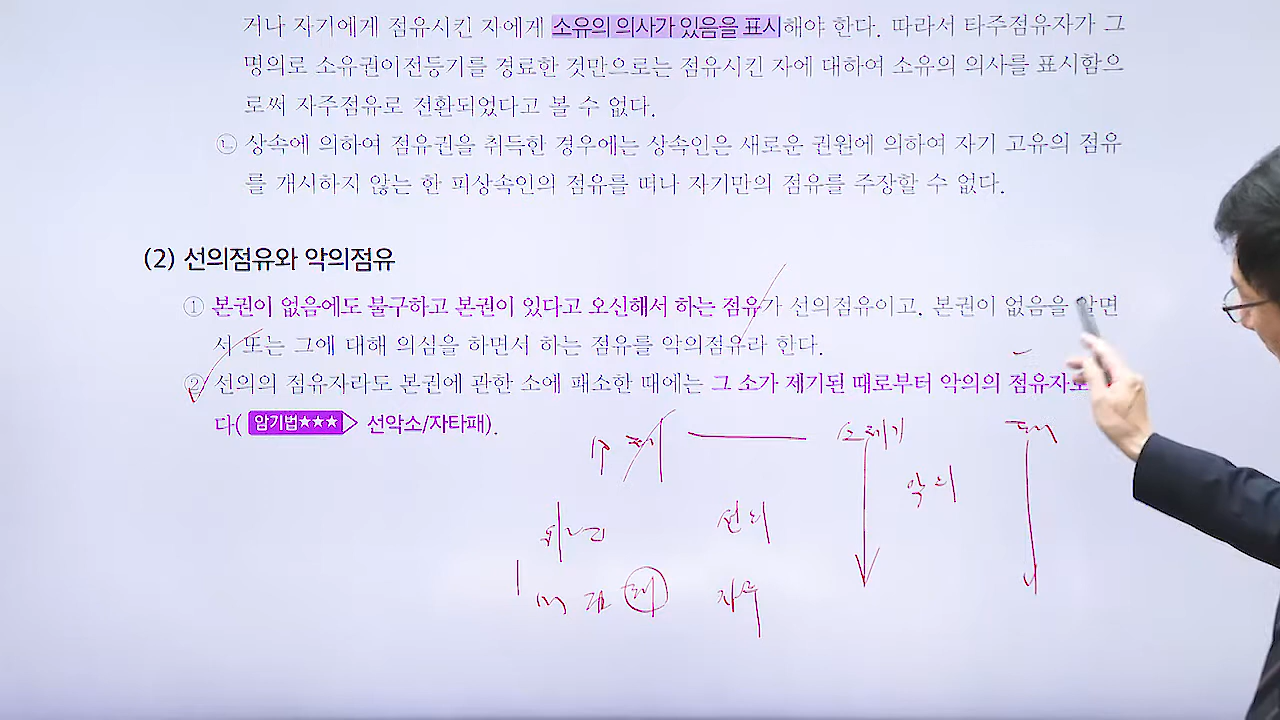 거나 자기에게 점유시킨 자에게 소유의 의사가 있음을 표시해야 한다. 따라서 타주점유자가 그
명의로 소유권이전등기를 경료한 것만으로는 점유시킨 자에 대하여 소유의 의사를 표시함으
로써 자주점유로 전환되었다고 볼 수 없다.
㉡ 상속에 의하여 점유권을 취득한 경우에는 상속인은 새로운 권원에 의하여 자기 고유의 점유
를 개시하지 않는 한 피상속인의 점유를 떠나 자기만의 점유를 주장할 수 없다.
(2) 선의점유와 악의점유
① 본권이 없음에도 불구하고 본권이 있다고 오신해서 하는 점유가 선의점유이고, 본권이 없음을 알면
서 또는 그에 대해 의심을 하면서 하는 점유를 악의점유라 한다.
② 선의의 점유자라도 본권에 관한 소에 패소한 때에는 그 소가 제기된 때로부터 악의의 점유자로
다( 암기법★★★ 선악소/자타패).
소제기
악의
선의
자주